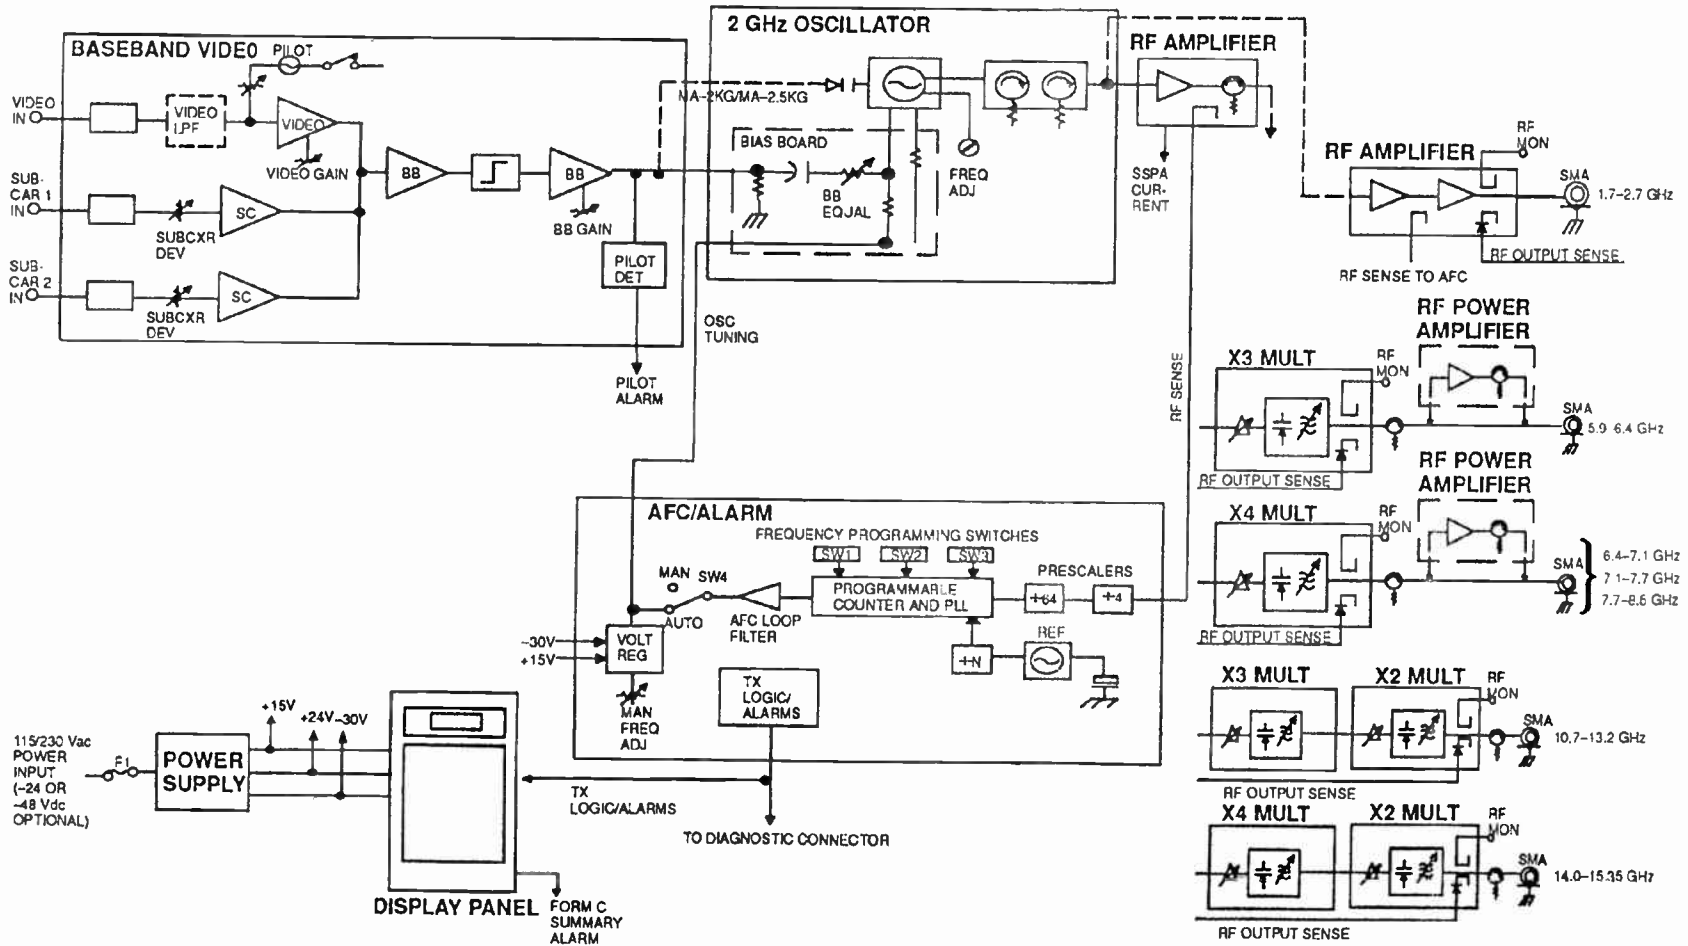 BASEBAND VIDEO
PILOT
VIDEO
IN
VIDEO
LPF
VIDEO
VIDEO GAIN
SUB-
CAR 1
IN
SUBCXR
DEV
SC
SUB-
CAR 2
IN
SUBCXR
DEV
SC
BB
BB
BB GAIN
PILOT
DET
PILOT
ALARM
2 GHz OSCILLATOR
MA-2KG/MA-2.5KG
BIAS BOARD
BB
EQUAL
FREQ
ADJ
OSC
TUNING
RF AMPLIFIER
SSPA
CUR-
RENT
RF SENSE
RF AMPLIFIER
RF
MON
SMA
1.7-2.7 GHz
RF OUTPUT SENSE
RF SENSE TO AFC
RF POWER
AMPLIFIER
X3 MULT
RF
MON
SMA
5.9-6.4 GHz
RF OUTPUT SENSE
RF POWER
AMPLIFIER
X4 MULT
RF
MON
SMA
6.4-7.1 GHz
7.1-7.7 GHz
7.7-8.6 GHz
RF OUTPUT SENSE
X3 MULT
X2 MULT
RF
MON
SMA
10.7-13.2 GHz
RF OUTPUT SENSE
X4 MULT
X2 MULT
RF
MON
SMA
14.0-15.35 GHz
RF OUTPUT SENSE
AFC/ALARM
FREQUENCY PROGRAMMING SWITCHES
SW1
SW2
SW3
MAN
SW4
AUTO
AFC LOOP
FILTER
PROGRAMMABLE
COUNTER AND PLL
PRESCALERS
÷64
÷4
÷N
REF
-30V
+15V
VOLT
REG
MAN
FREQ
ADJ
TX
LOGIC/
ALARMS
TX
LOGIC/ALARMS
TO DIAGNOSTIC CONNECTOR
115/230 Vac
POWER
INPUT
(-24 OR
-48 Vdc
OPTIONAL)
F1
POWER
SUPPLY
+15V
+24V
-30V
DISPLAY PANEL
FORM C
SUMMARY
ALARM